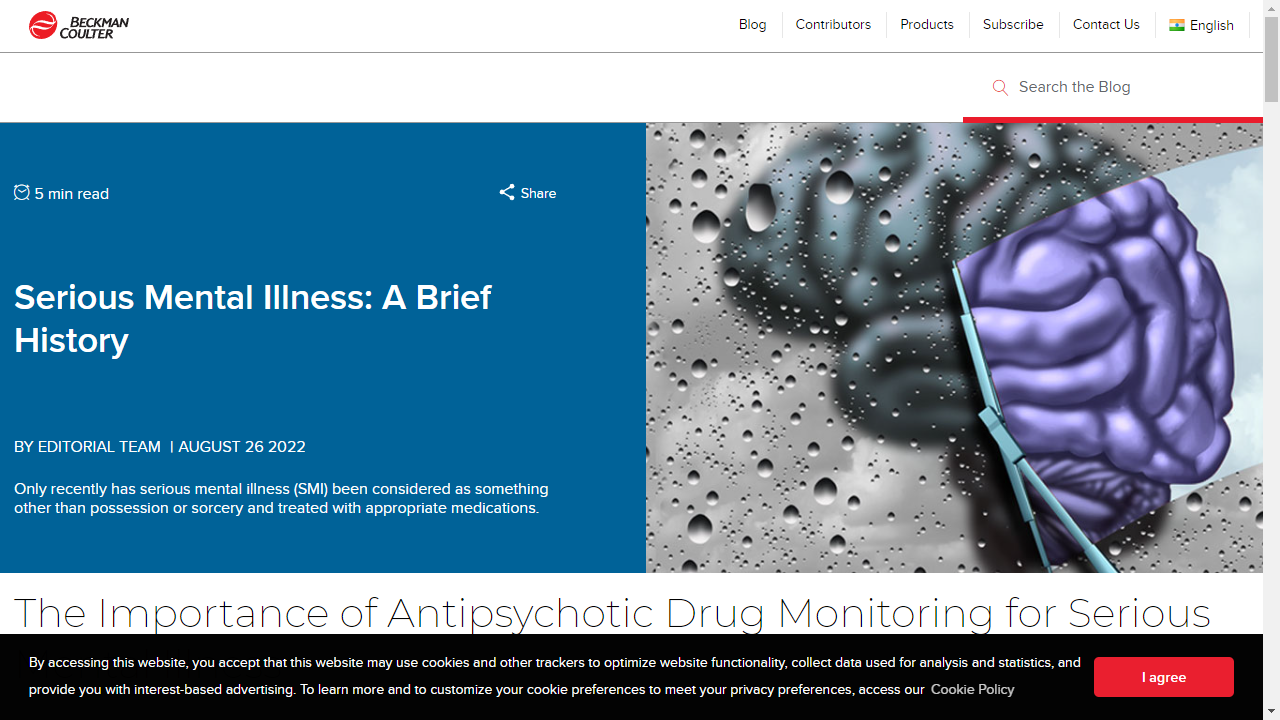 BECKMAN
COULTER
Blog
Contributors
Products
Subscribe
Contact Us
English
Search the Blog
5 min read
Share
Serious Mental Illness: A Brief
History
BY EDITORIAL TEAM | AUGUST 26 2022
Only recently has serious mental illness (SMI) been considered as something
other than possession or sorcery and treated with appropriate medications.
The Importance of Antipsychotic Drug Monitoring for Serious
By accessing this website, you accept that this website may use cookies and other trackers to optimize website functionality, collect data used for analysis and statistics, and
provide you with interest-based advertising. To learn more and to customize your cookie preferences to meet your privacy preferences, access our Cookie Policy
I agree